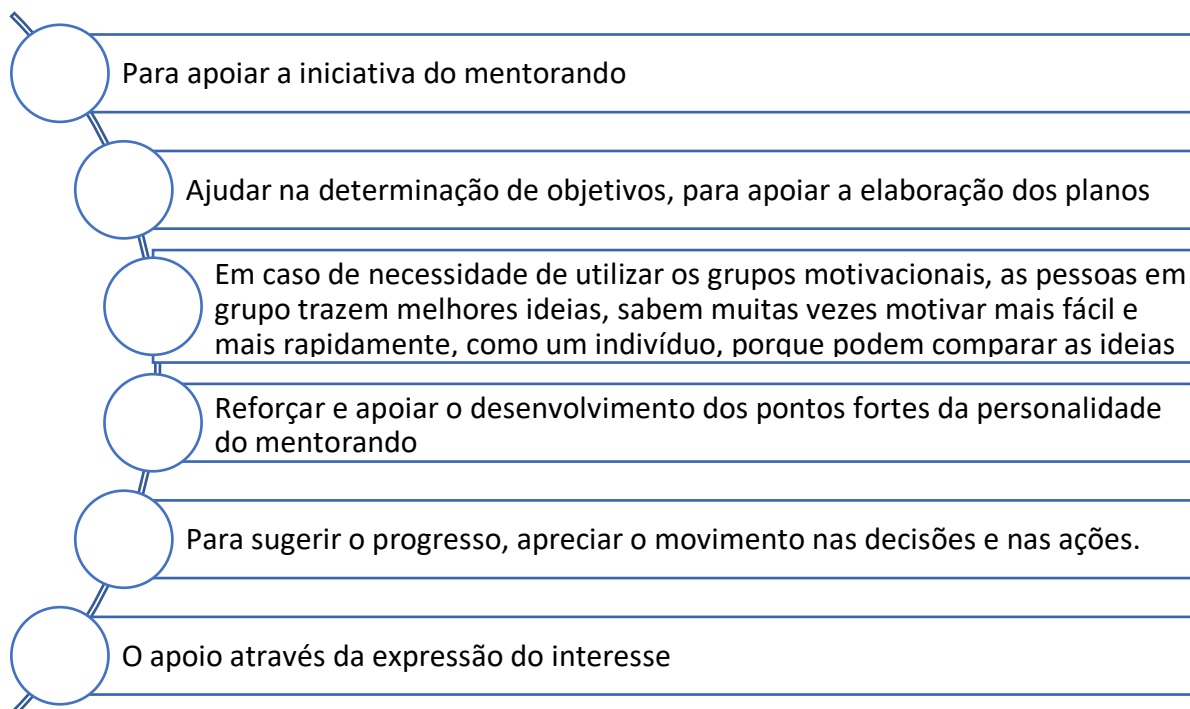 Para apoiar a iniciativa do mentorando
Ajudar na determinação de objetivos, para apoiar a elaboração dos planos
Em caso de necessidade de utilizar os grupos motivacionais, as pessoas em
grupo trazem melhores ideias, sabem muitas vezes motivar mais fácil e
mais rapidamente, como um indivíduo, porque podem comparar as ideias
Reforçar e apoiar o desenvolvimento dos pontos fortes da personalidade
do mentorando
Para sugerir o progresso, apreciar o movimento nas decisões e nas ações.
O apoio através da expressão do interesse